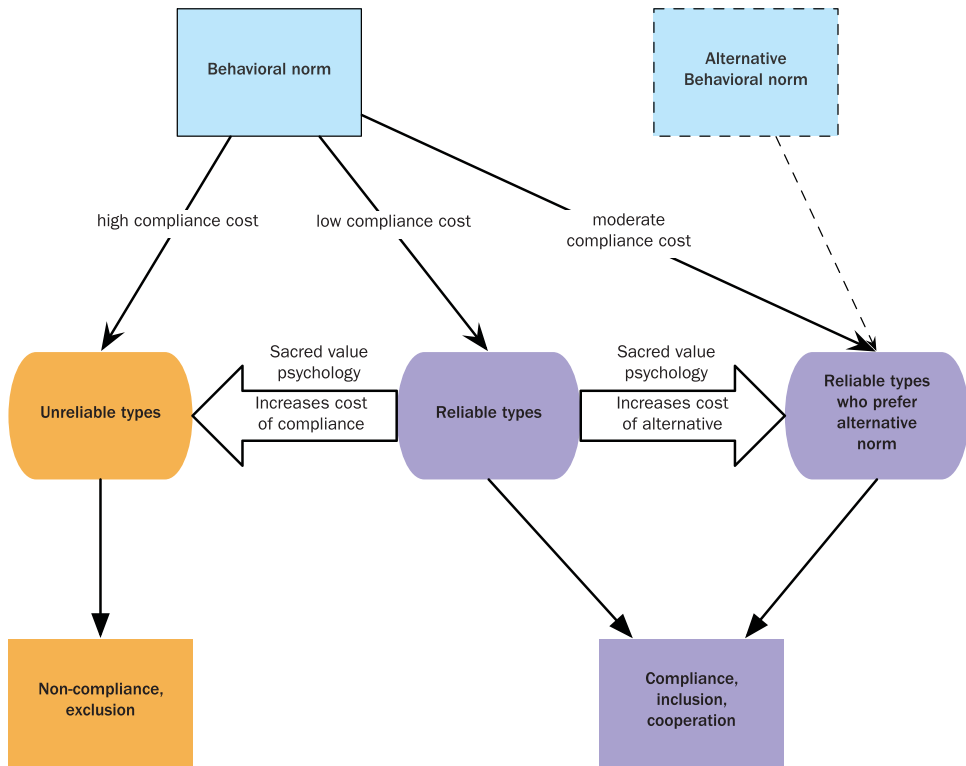 Behavioral norm
Alternative
Behavioral norm
high compliance cost
low compliance cost
moderate
compliance cost
Unreliable types
Sacred value
psychology
Increases cost
of compliance
Reliable types
Sacred value
psychology
Increases cost
of alternative
Reliable types
who prefer
alternative
norm
Non-compliance,
exclusion
Compliance,
inclusion,
cooperation